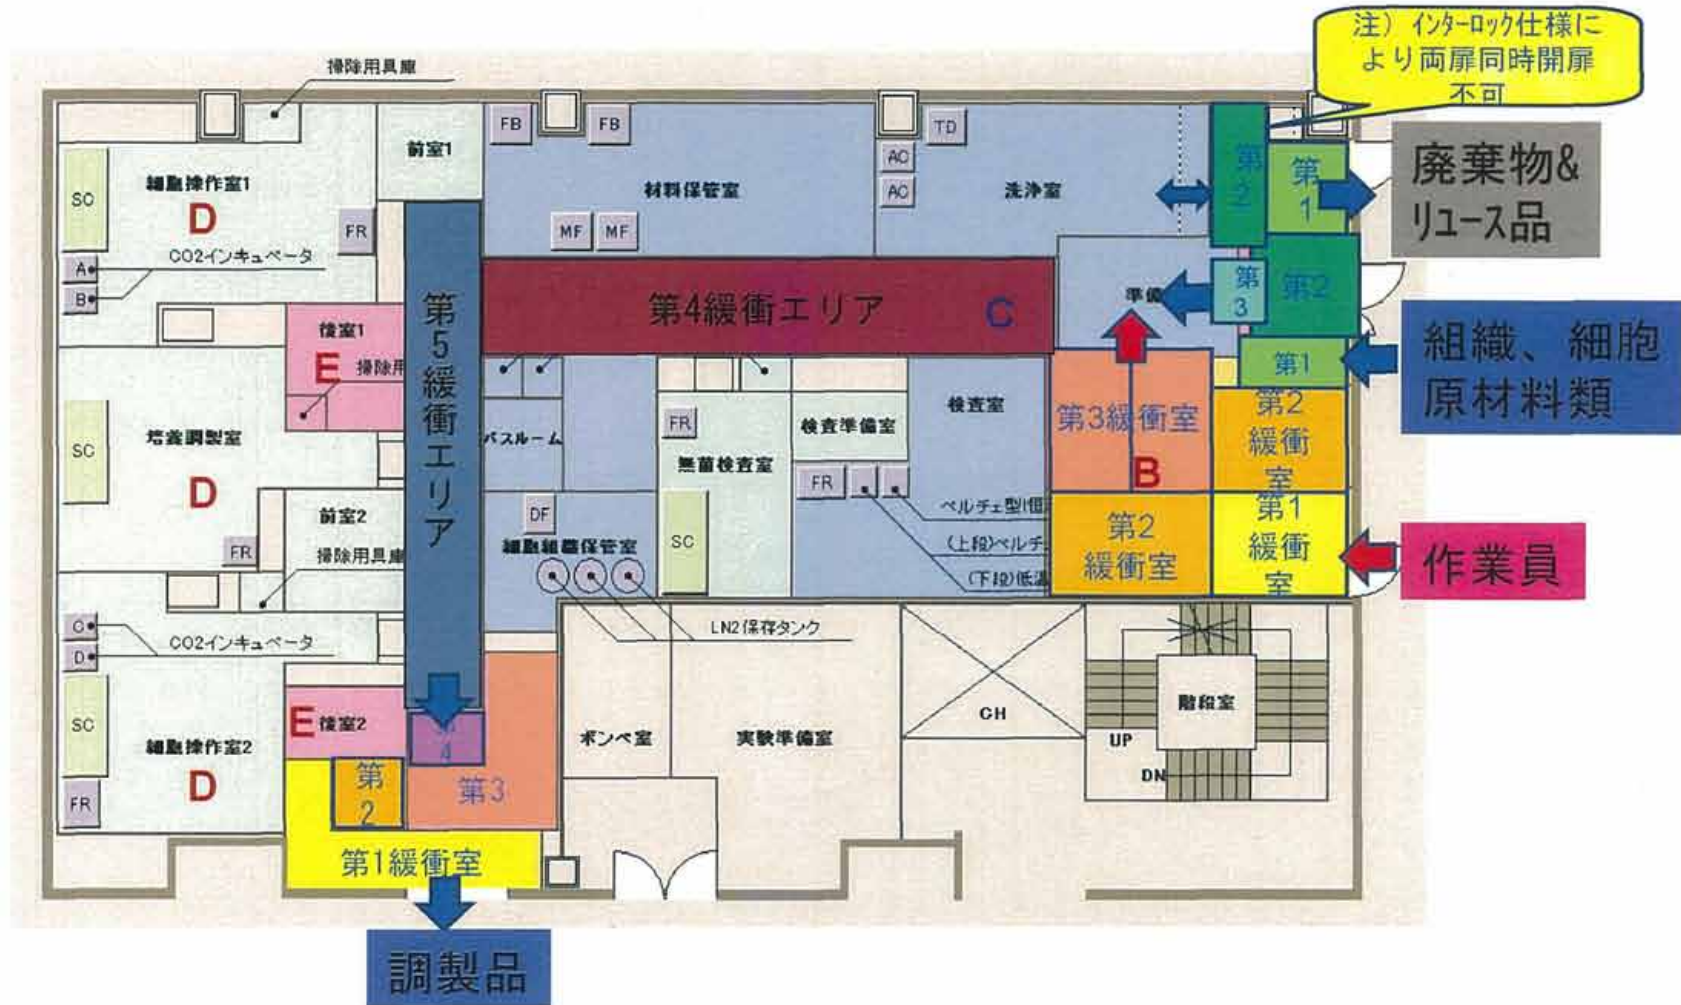 注) インターロック仕様に
より両扉同時開扉
不可
掃除用具庫
廃棄物&
リユース品
組織、細胞
原材料類
作業員
調製品
細胞操作室1
D
SC
FR
CO2インキュベータ
A
B
前室1
FB
FB
材料保管室
MF
MF
TD
AC
AC
洗浄室
第
2
第
1
第
3
第2
第1
準備
第4緩衝エリア
C
第
5
緩
衝
エ
リ
ア
後室1
E
掃除用
培養調製室
D
SC
FR
前室2
掃除用具庫
パスルーム
DF
細胞組織保管室
LN2保存タンク
FR
無菌検査室
SC
検査準備室
FR
検査室
ペルチェ型恒
(上段)ペルチ
(下段)低温
第3緩衝室
B
第2
緩衝
室
第2
緩衝室
第1
緩衝
室
C
D
CO2インキュベータ
SC
細胞操作室2
D
FR
E
後室2
4
第
2
第3
第1緩衝室
ボンベ室
実験準備室
CH
UP
DN
階段室